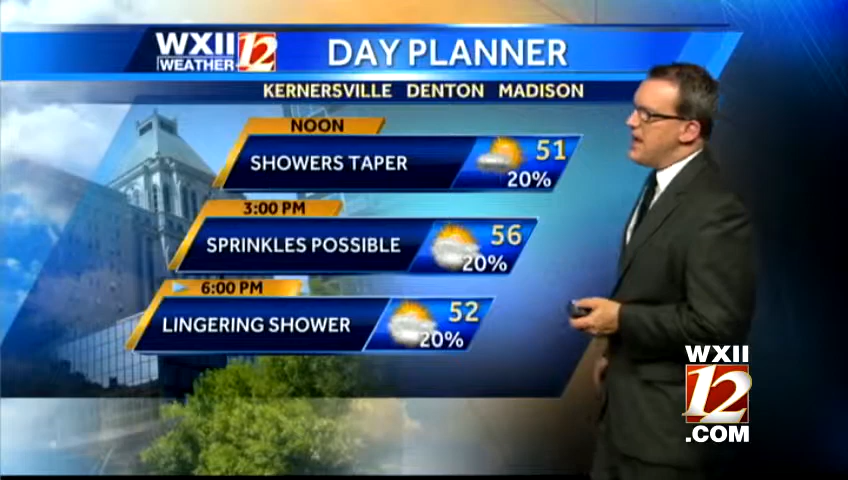 WXII 12
WEATHER
DAY PLANNER
KERNERSVILLE DENTON MADISON
NOON
SHOWERS TAPER
51
20%
3:00 PM
SPRINKLES POSSIBLE
56
20%
6:00 PM
LINGERING SHOWER
52
20%
WXII
12
.COM